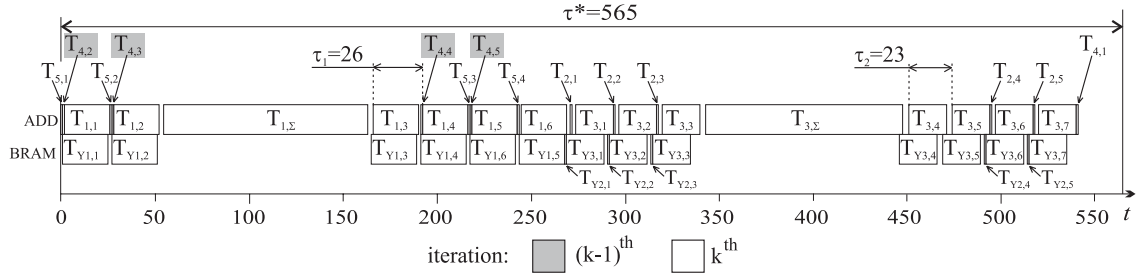 τ*=565
T4,2 T4,3 τ1=26 T4,4 T4,5 τ2=23 T4,1
T5,1 T5,2 T5,3 T5,4 T2,1 T2,2 T2,3 T2,4 T2,5
ADD T1,1 T1,2 T1,Σ T1,3 T1,4 T1,5 T1,6 T3,1 T3,2 T3,3 T3,Σ T3,4 T3,5 T3,6 T3,7
BRAM TY1,1 TY1,2 TY1,3 TY1,4 TY1,6 TY1,5 TY3,1 TY3,2 TY3,3 TY3,4 TY3,5 TY3,6 TY3,7
TY2,1 TY2,2 TY2,3 TY2,4 TY2,5
0 50 100 150 200 250 300 350 400 450 500 550 t
iteration: (k-1)th kth